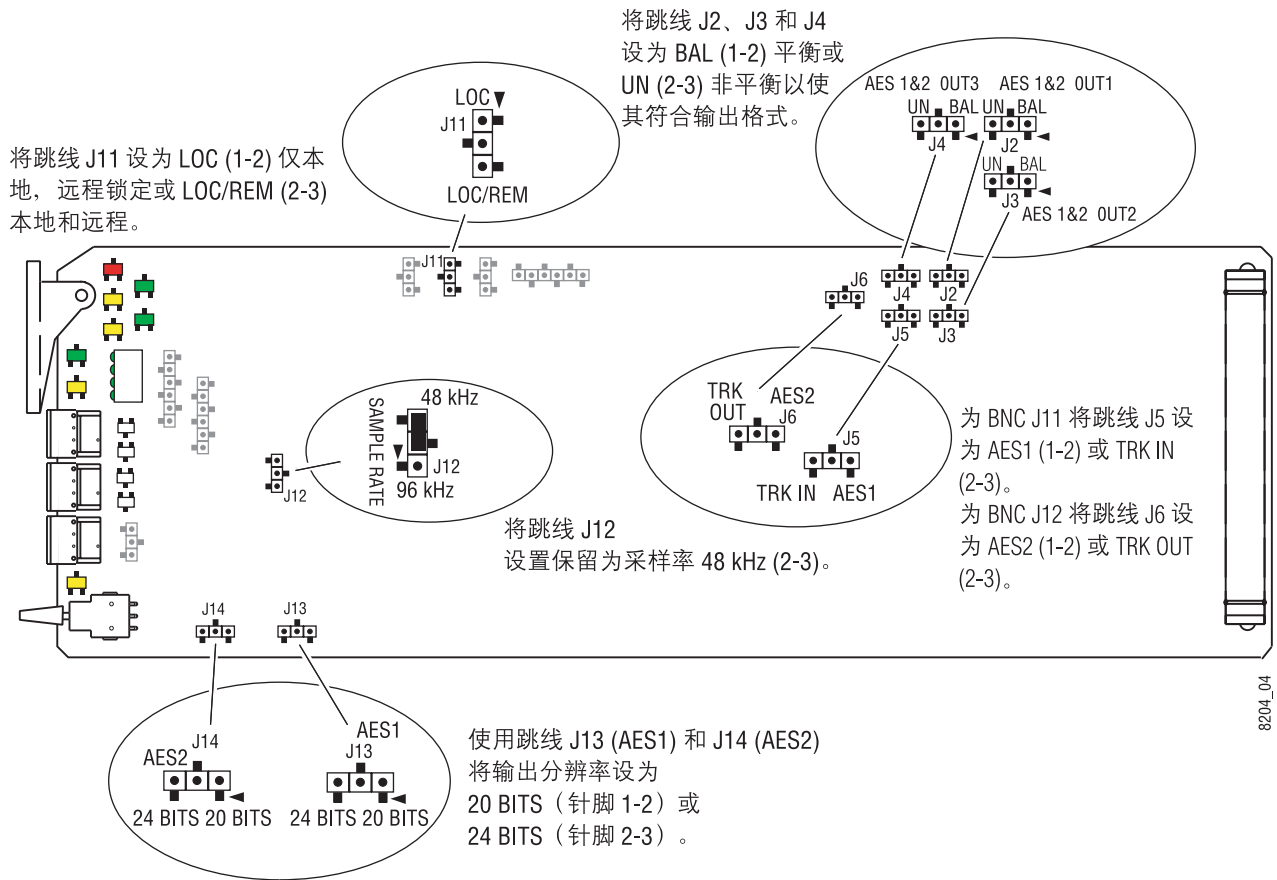 将跳线 J2、J3 和 J4
设为 BAL (1-2) 平衡或
UN (2-3) 非平衡以使
其符合输出格式。
AES 1&2 OUT3 AES 1&2 OUT1
UN BAL UN BAL
J4 J2
UN BAL
J3
AES 1&2 OUT2
LOC
J11
LOC/REM
将跳线 J11 设为 LOC (1-2) 仅本
地，远程锁定或 LOC/REM (2-3)
本地和远程。
J11
J6
J4 J2
J5 J3
48 kHz
SAMPLE RATE
J12
96 kHz
J12
TRK
OUT
AES2
J6
J5
TRK IN AES1
为 BNC J11 将跳线 J5 设
为 AES1 (1-2) 或 TRK IN
(2-3)。
为 BNC J12 将跳线 J6 设
为 AES2 (1-2) 或 TRK OUT
(2-3)。
将跳线 J12
设置保留为采样率 48 kHz (2-3)。
J14 J13
J14
AES2
24 BITS 20 BITS
AES1
J13
24 BITS 20 BITS
使用跳线 J13 (AES1) 和 J14 (AES2)
将输出分辨率设为
20 BITS（针脚 1-2）或
24 BITS（针脚 2-3）。
8204_04